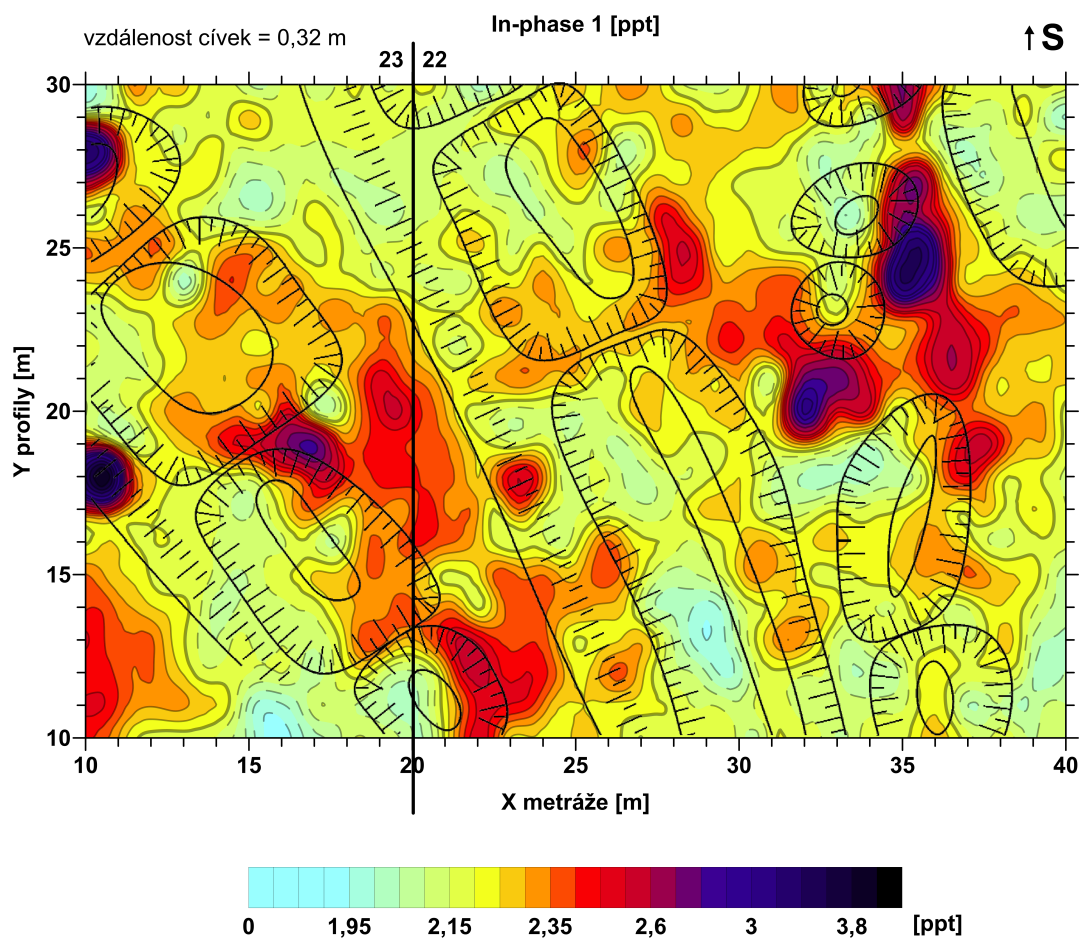 In-phase 1 [ppt]
vzdálenost cívek = 0,32 m
↑S
23 22
30
25
20
15
10
Y profily [m]
10 15 20 25 30 35 40
X metráže [m]
0 1,95 2,15 2,35 2,6 3 3,8 [ppt]